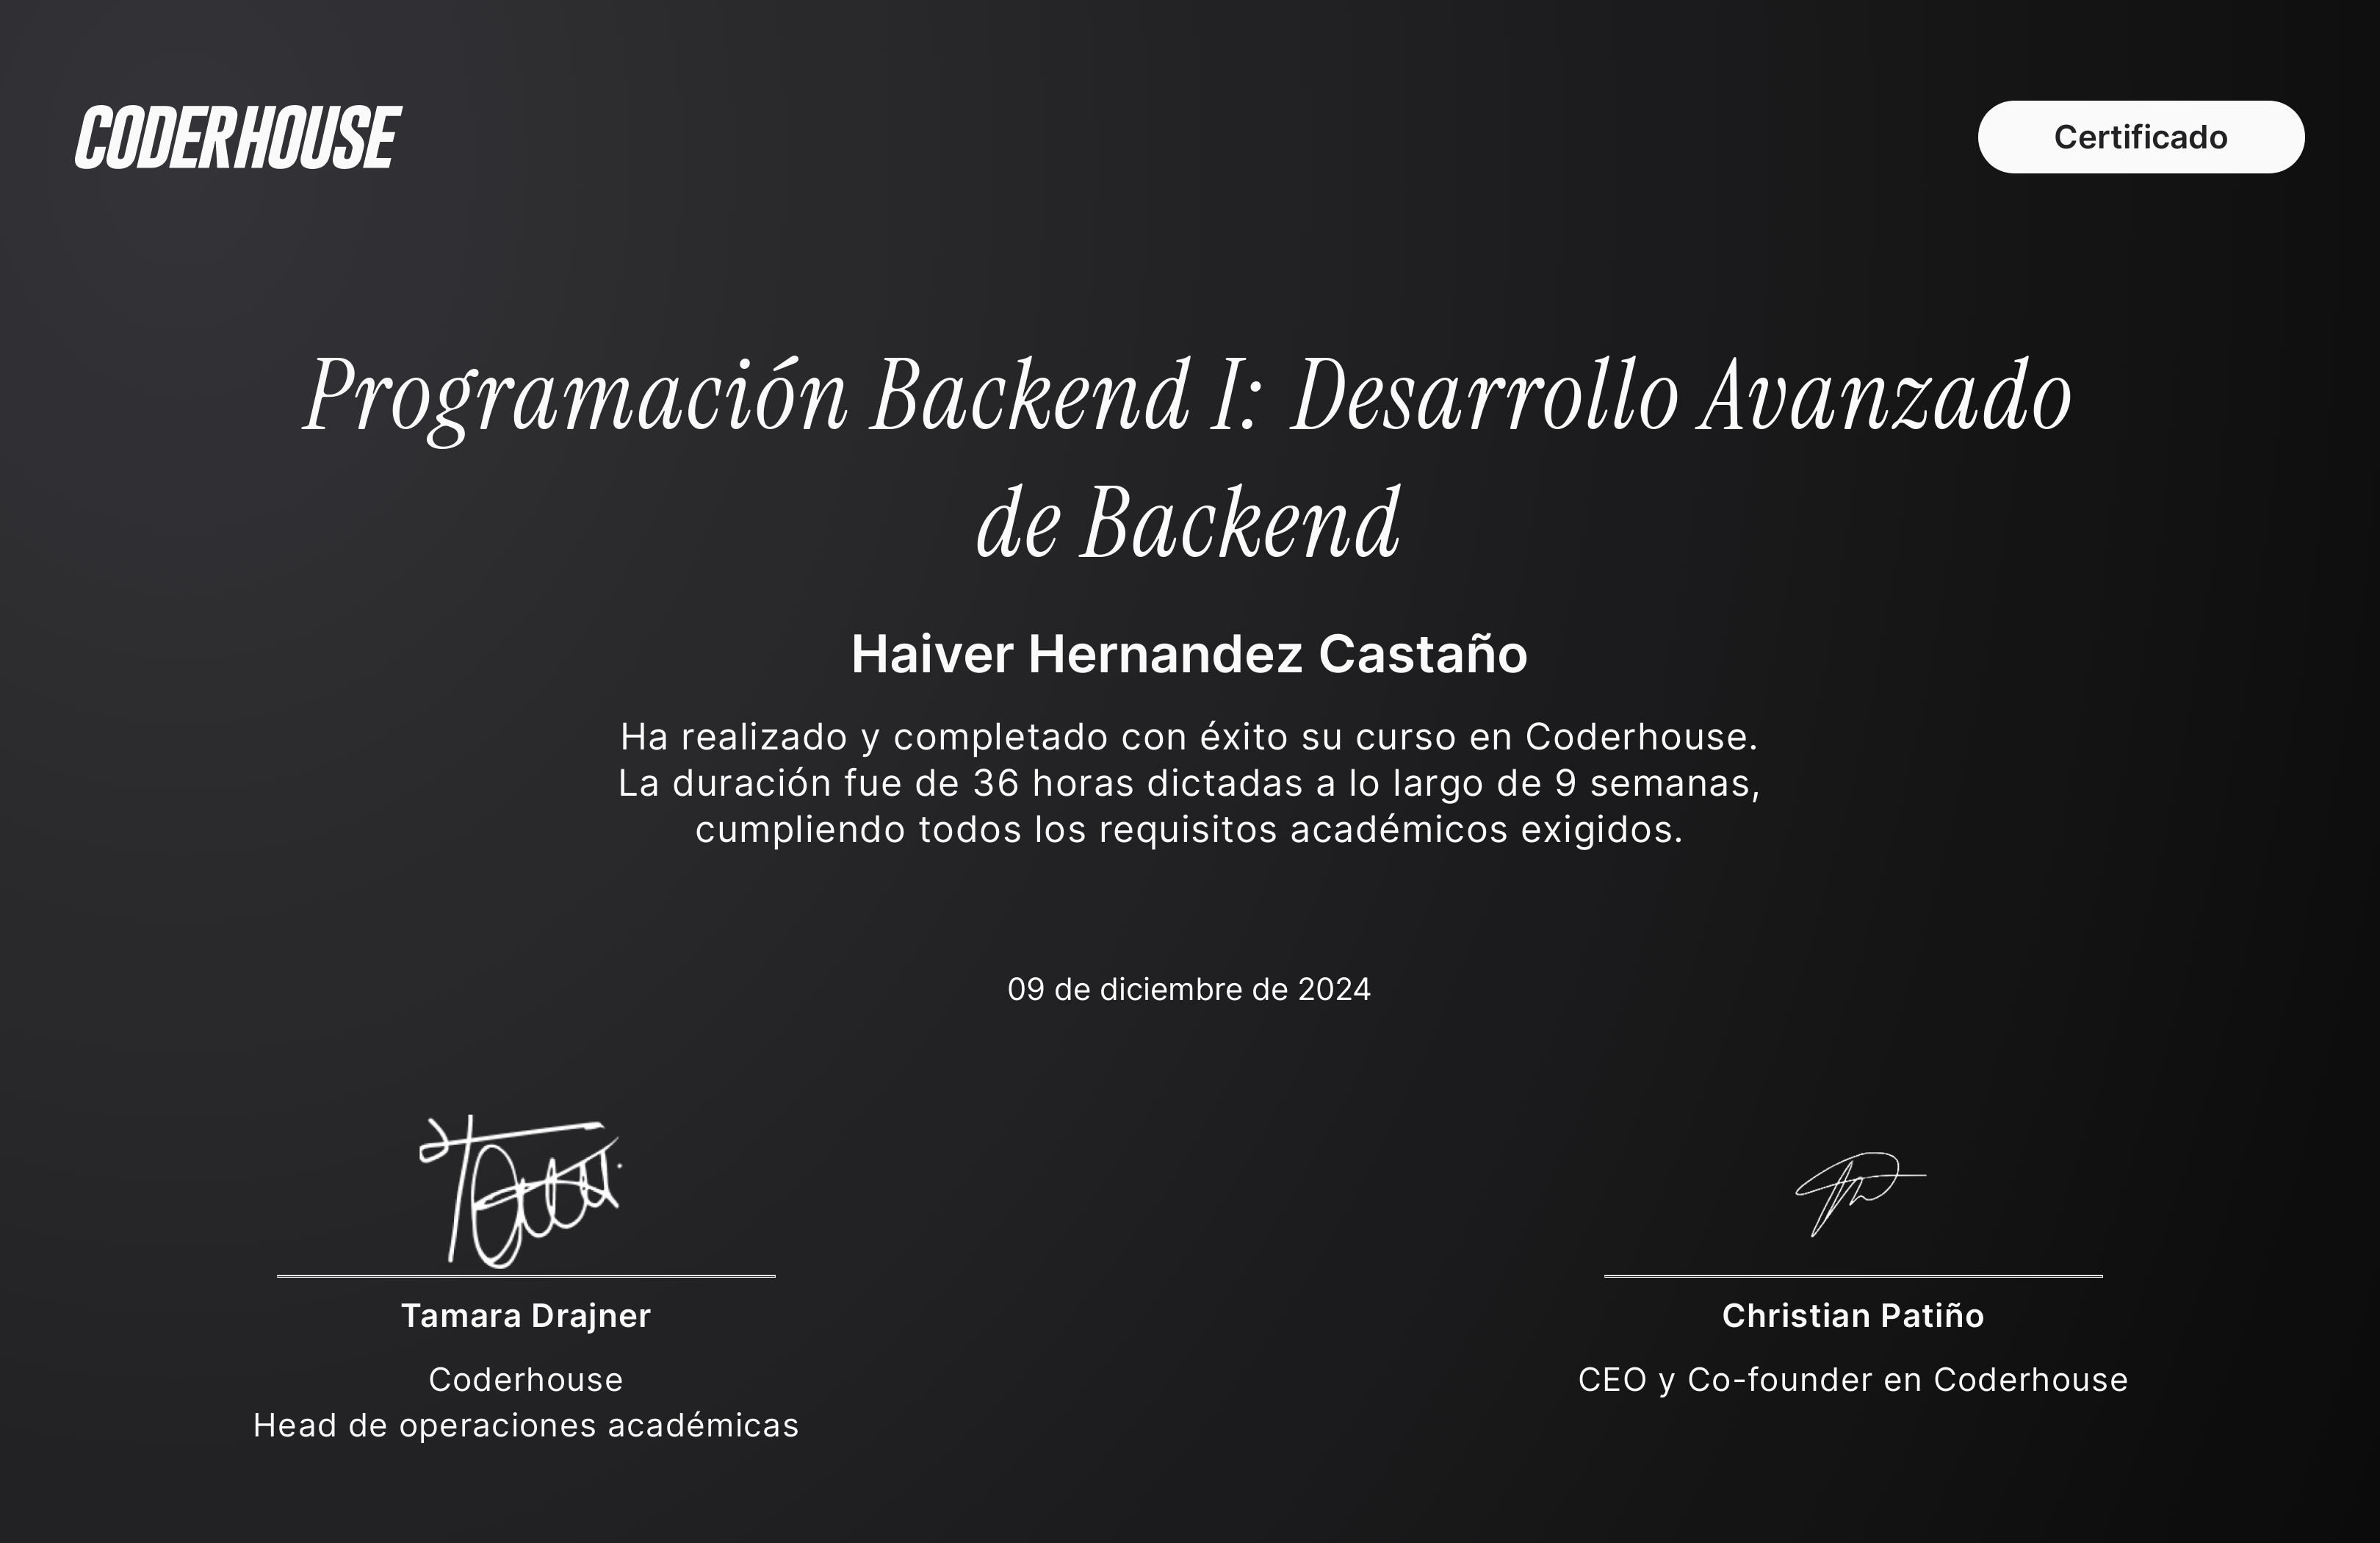 CODERHOUSE
Certificado
Programación Backend I: Desarrollo Avanzado
de Backend
Haiver Hernandez Castaño
Ha realizado y completado con éxito su curso en Coderhouse.
La duración fue de 36 horas dictadas a lo largo de 9 semanas,
cumpliendo todos los requisitos académicos exigidos.
09 de diciembre de 2024
Tamara Drajner
Coderhouse
Head de operaciones académicas
Christian Patiño
CEO y Co-founder en Coderhouse